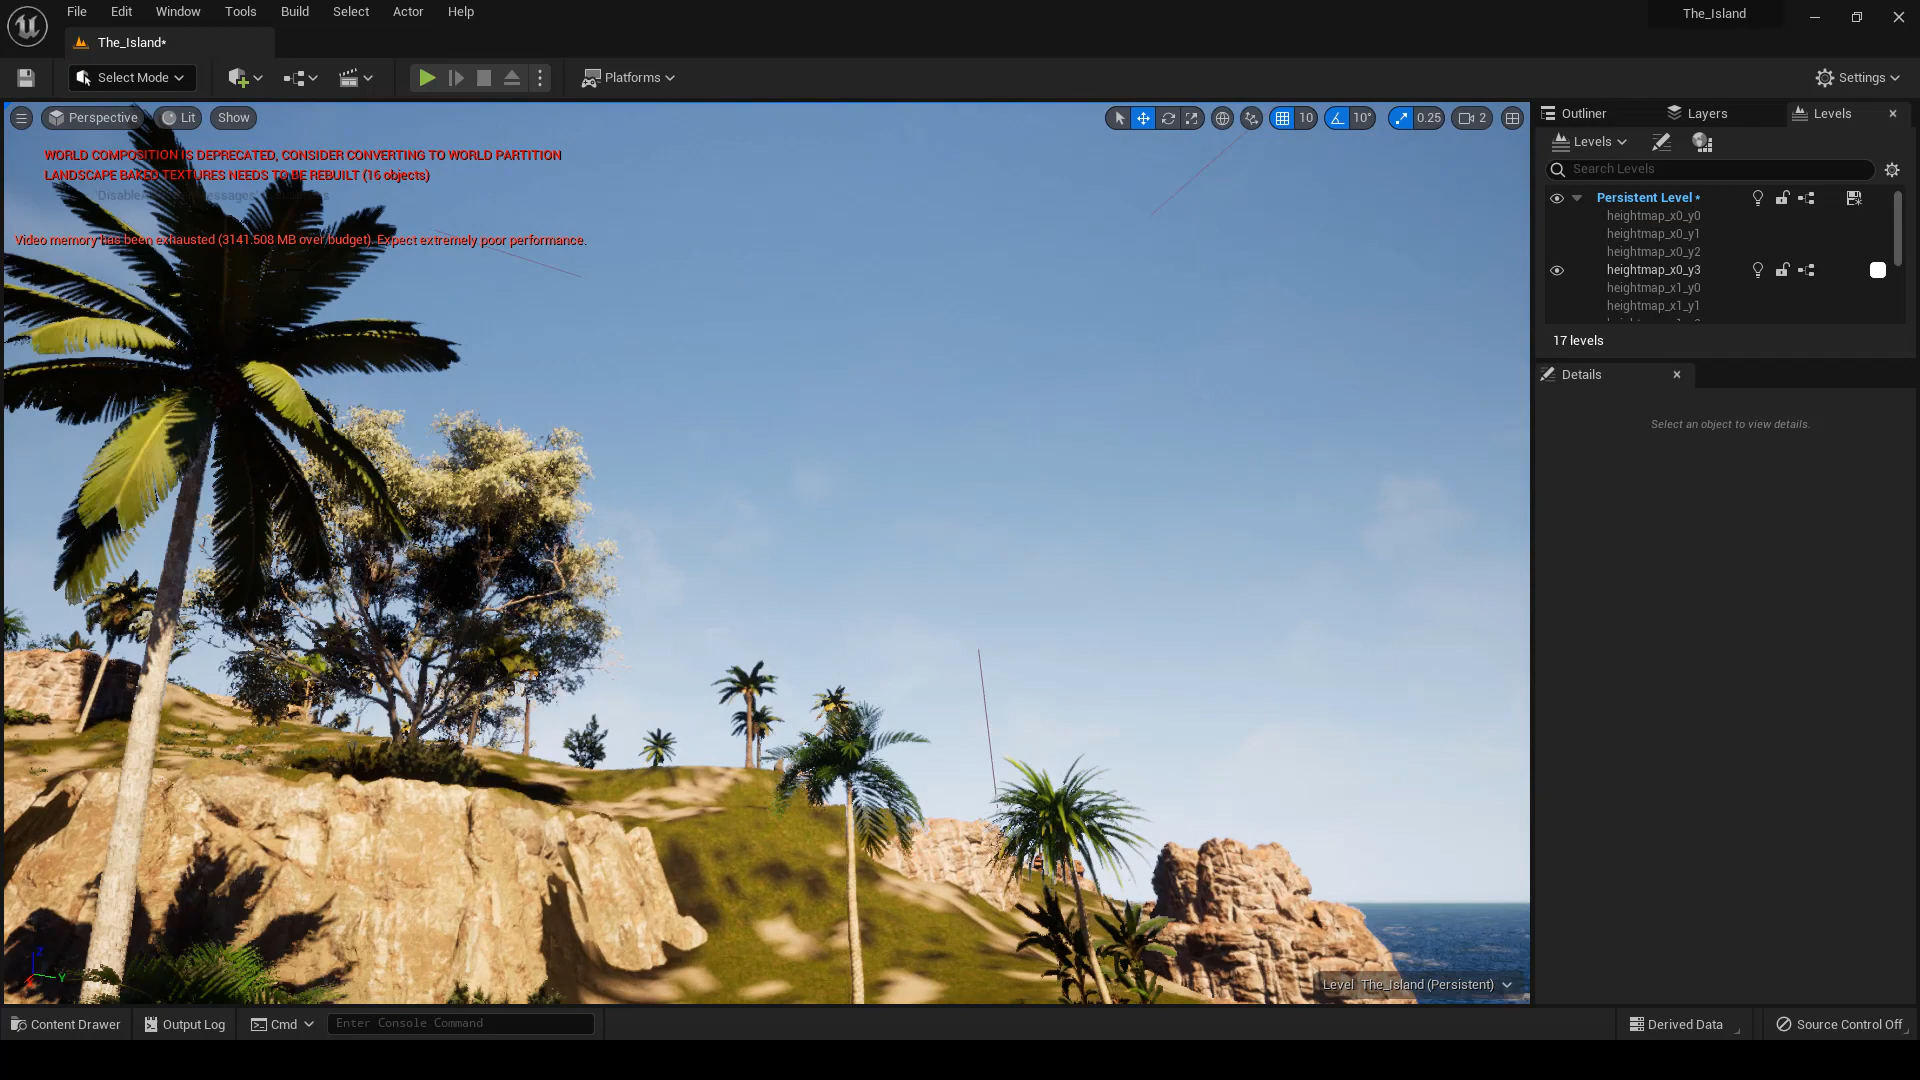 File Edit Window Tools Build Select Actor Help
The_Island
The_Island*
Select Mode
Platforms
Settings
Perspective
Lit
Show
10
10°
0.25
2
WORLD COMPOSITION IS DEPRECATED, CONSIDER CONVERTING TO WORLD PARTITION
LANDSCAPE BAKED TEXTURES NEEDS TO BE REBUILT (16 objects)
Video memory has been exhausted (3141.508 MB over budget). Expect extremely poor performance.
Outliner
Layers
Levels
Levels
Search Levels
Persistent Level *
heightmap_x0_y0
heightmap_x0_y1
heightmap_x0_y2
heightmap_x0_y3
heightmap_x1_y0
heightmap_x1_y1
17 levels
Details
Select an object to view details.
Z
Y
Level The_Island (Persistent)
Content Drawer
Output Log
Cmd
Enter Console Command
Derived Data
Source Control Off